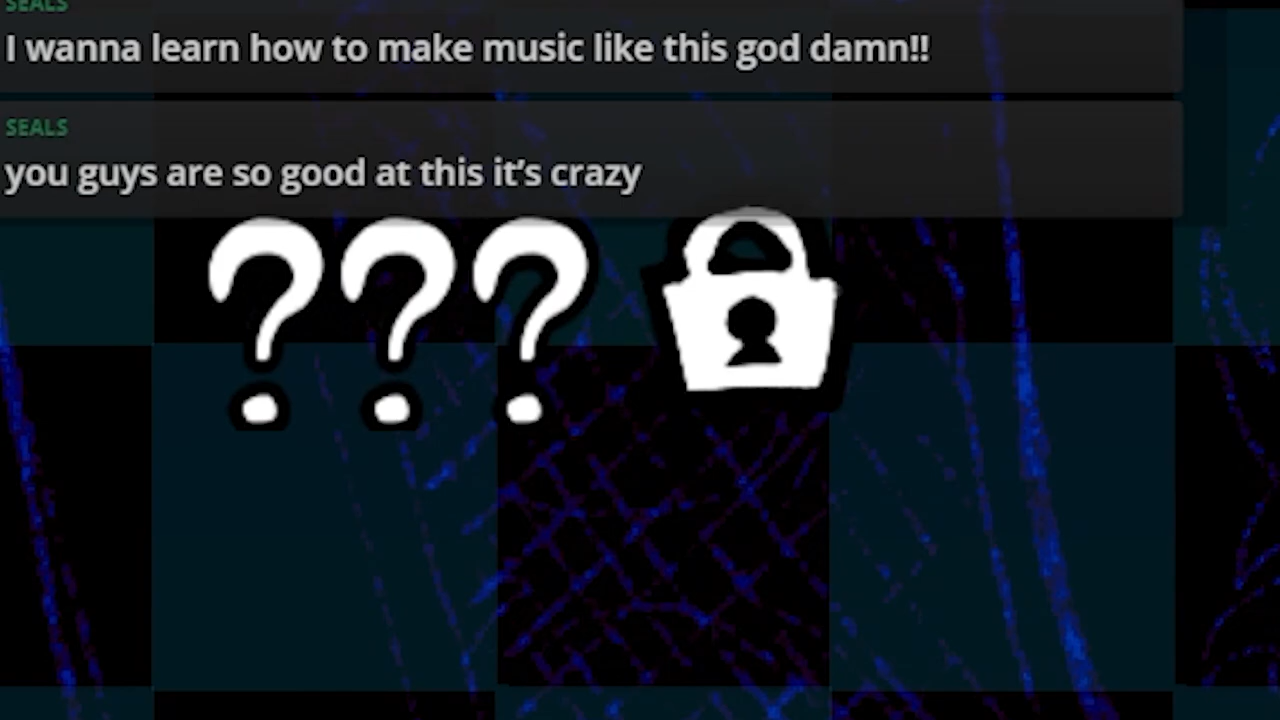 SEALS
I wanna learn how to make music like this god damn!!
SEALS
you guys are so good at this it’s crazy
???